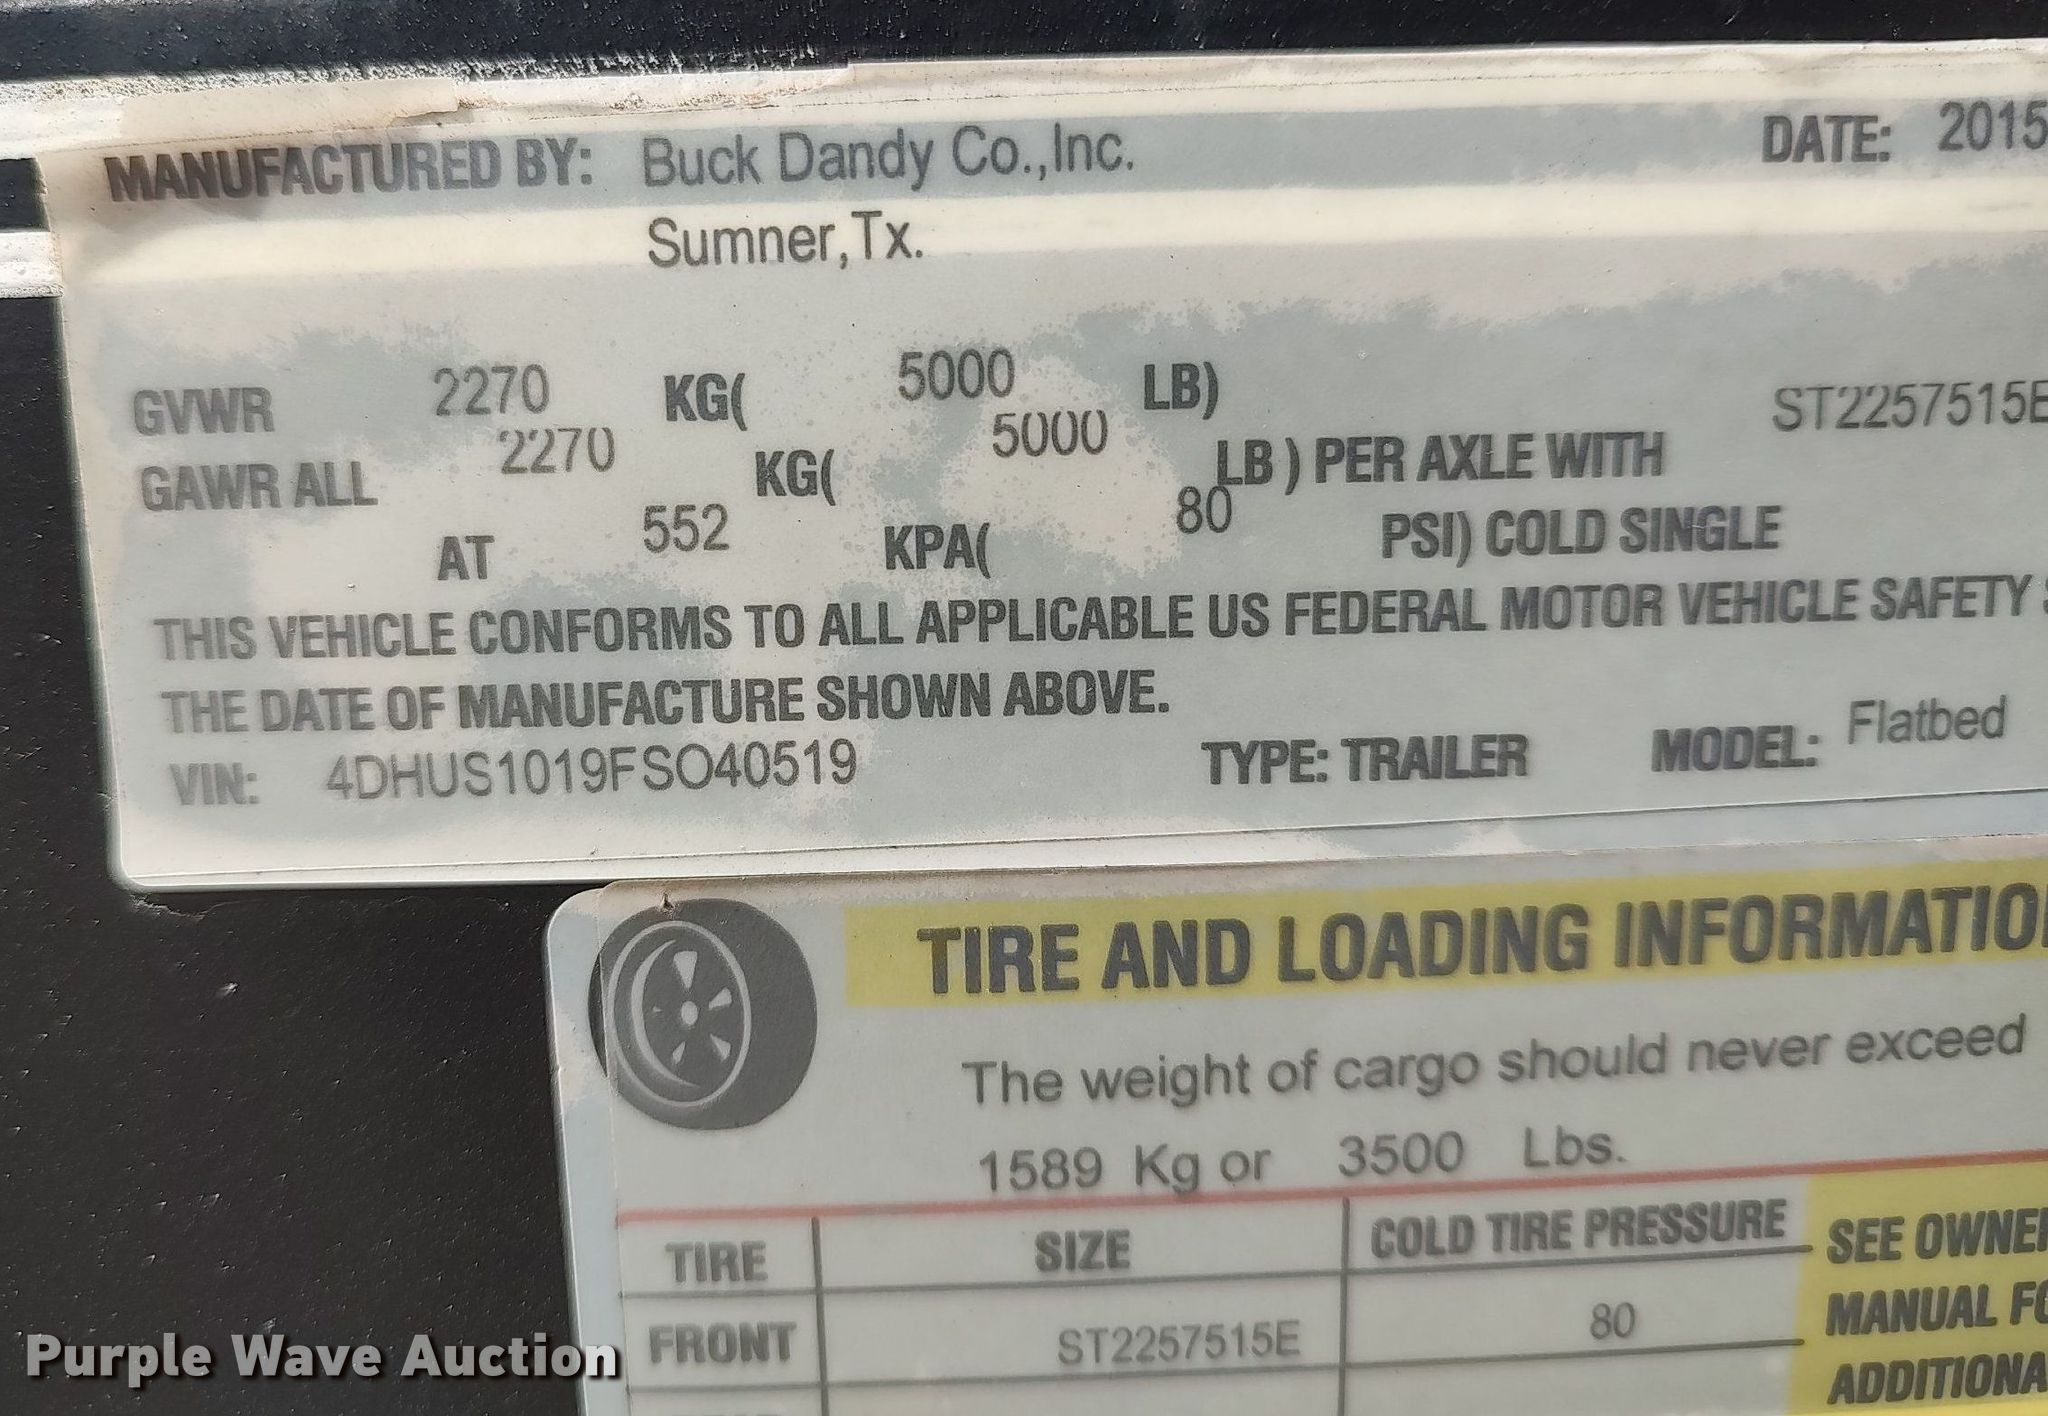 MANUFACTURED BY: Buck Dandy Co.,Inc. DATE: 2015
Sumner,Tx.
GVWR 2270 KG( 5000 LB)
GAWR ALL 2270 KG( 5000 LB ) PER AXLE WITH ST2257515E
AT 552 KPA( 80 PSI) COLD SINGLE
THIS VEHICLE CONFORMS TO ALL APPLICABLE US FEDERAL MOTOR VEHICLE SAFETY
THE DATE OF MANUFACTURE SHOWN ABOVE.
VIN: 4DHUS1019FSO40519 TYPE: TRAILER MODEL: Flatbed
TIRE AND LOADING INFORMATIO
The weight of cargo should never exceed
1589 Kg or 3500 Lbs.
TIRE SIZE COLD TIRE PRESSURE SEE OWNER
FRONT ST2257515E 80 MANUAL FO
ADDITIONA
Purple Wave Auction